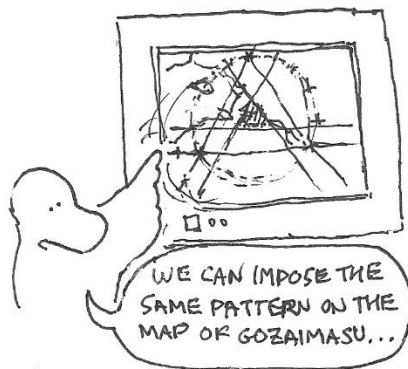 WE CAN IMPOSE THE
SAME PATTERN ON THE
MAP OF GOZAIMASU...